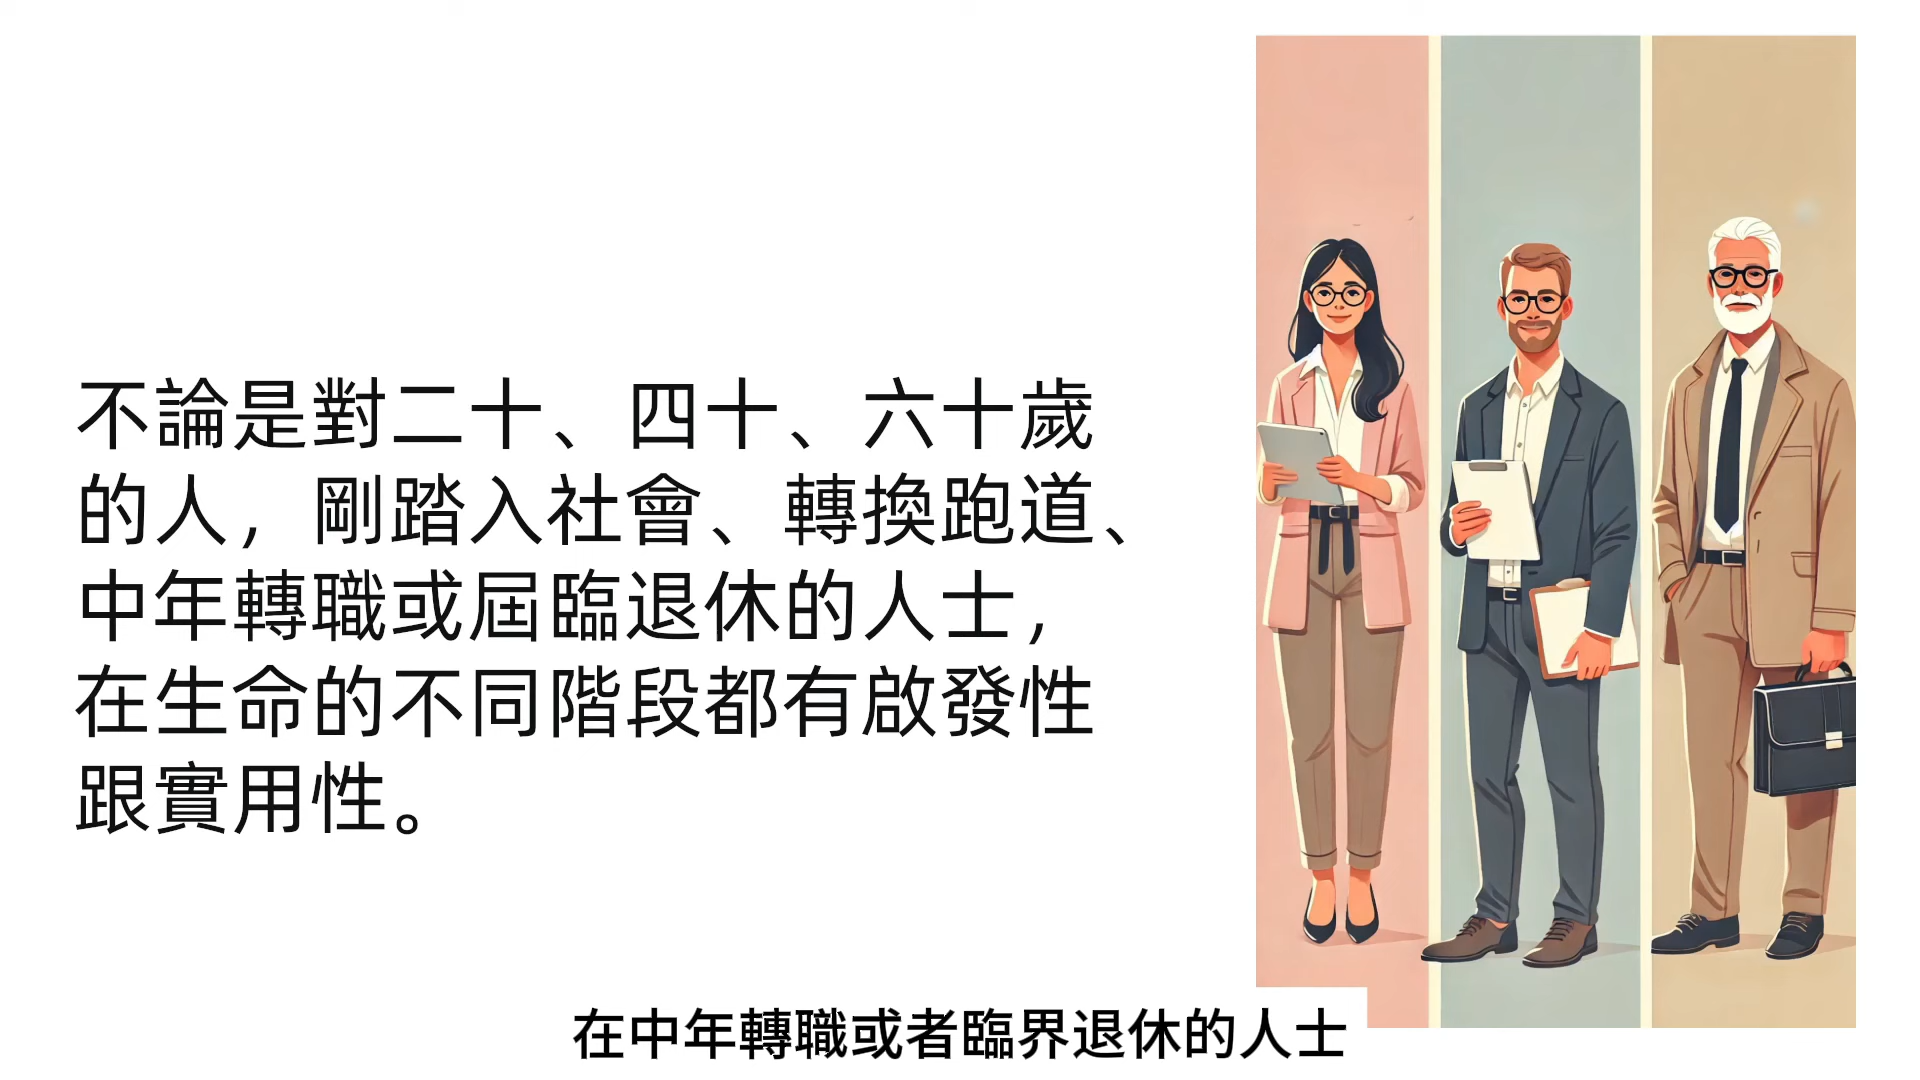 不論是對二十、四十、六十歲
的人，剛踏入社會、轉換跑道、
中年轉職或屆臨退休的人士，
在生命的不同階段都有啟發性
跟實用性。
在中年轉職或者臨界退休的人士